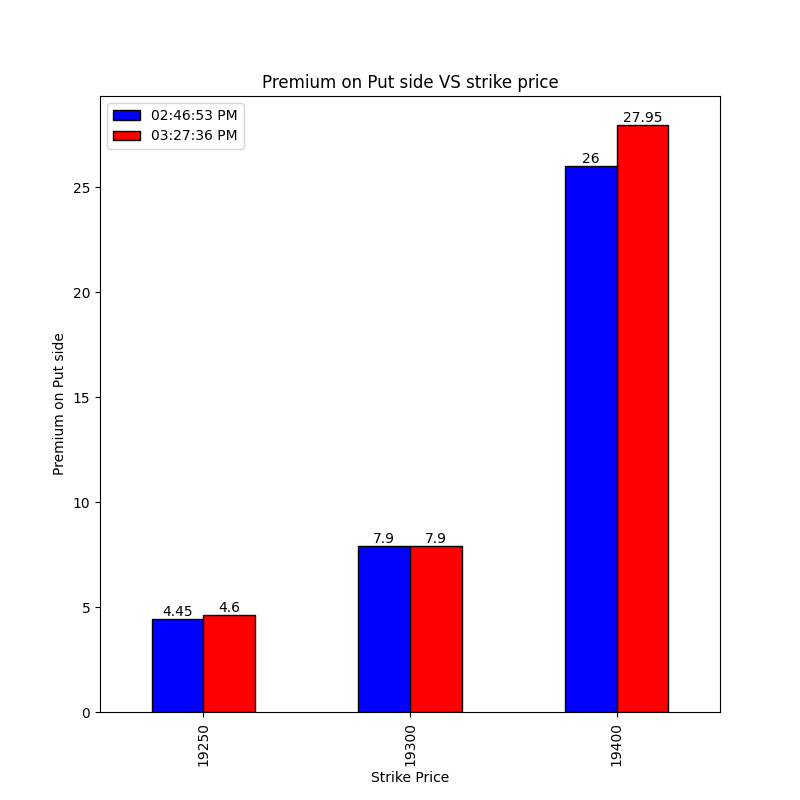 Premium on Put side VS strike price
02:46:53 PM
03:27:36 PM
27.95
26
25
20
15
10
7.9 7.9
5
4.45 4.6
0
Premium on Put side
19250 19300 19400
Strike Price